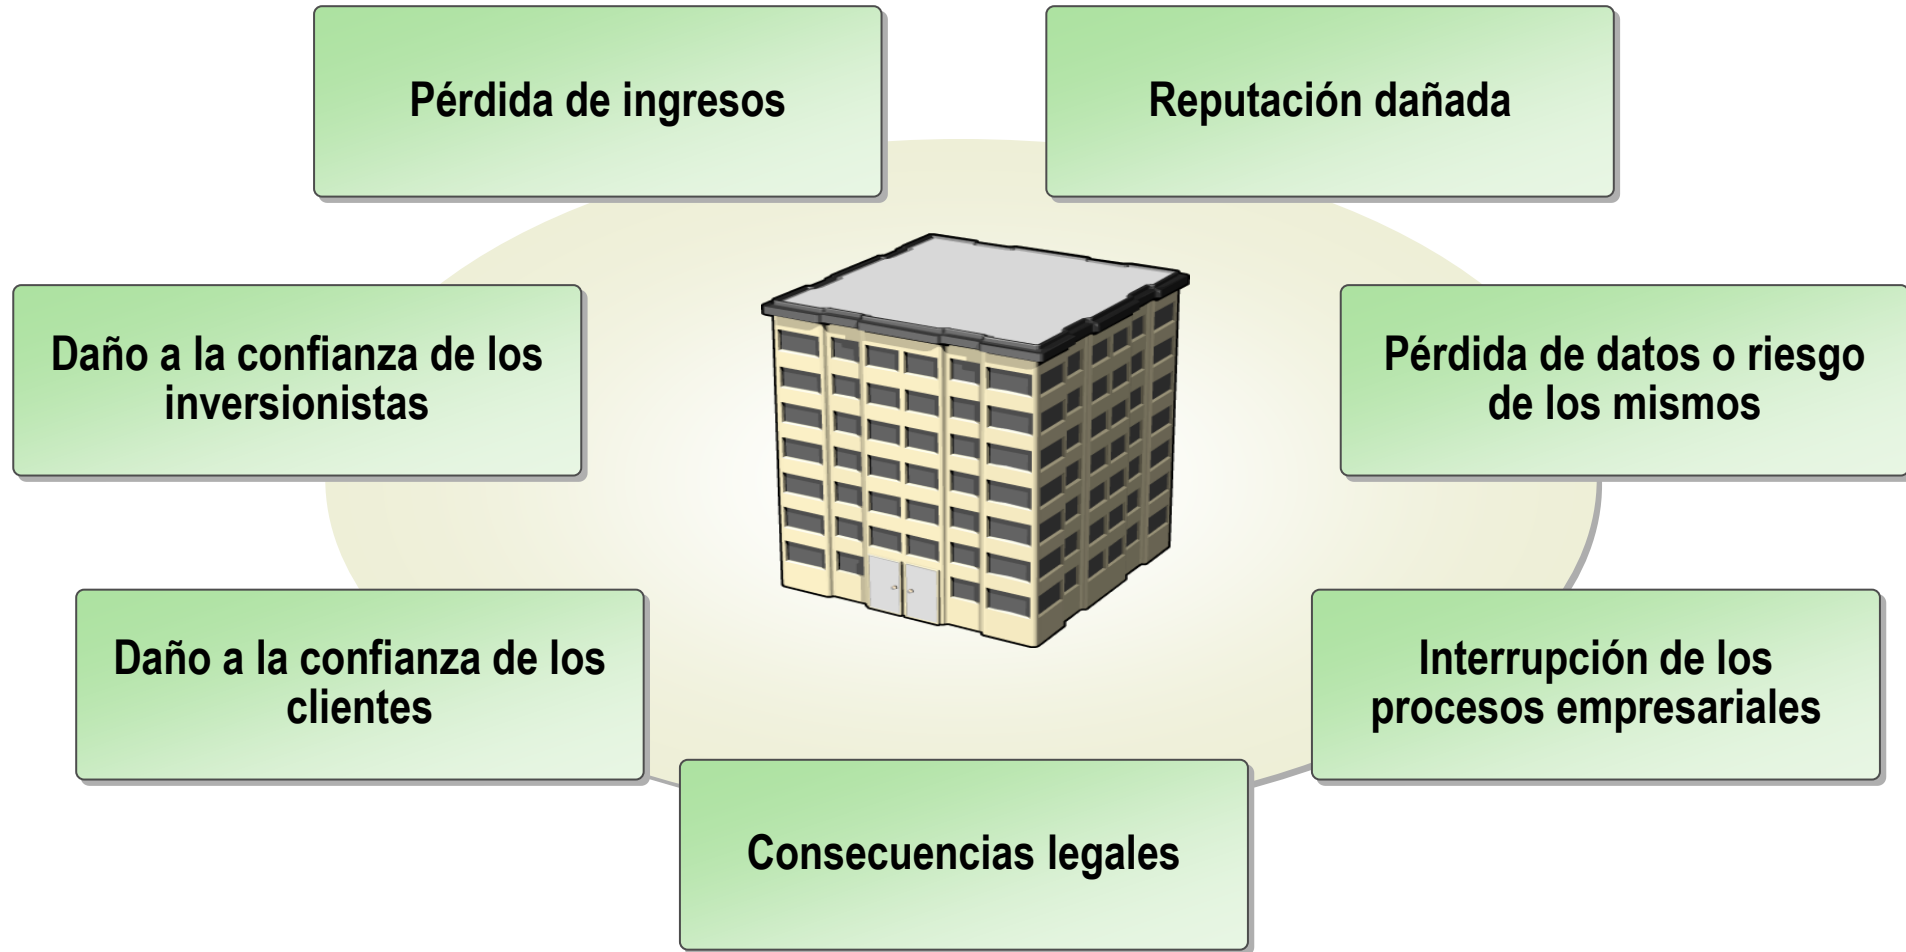 Pérdida de ingresos
Reputación dañada
Daño a la confianza de los
inversionistas
Pérdida de datos o riesgo
de los mismos
Daño a la confianza de los
clientes
Interrupción de los
procesos empresariales
Consecuencias legales